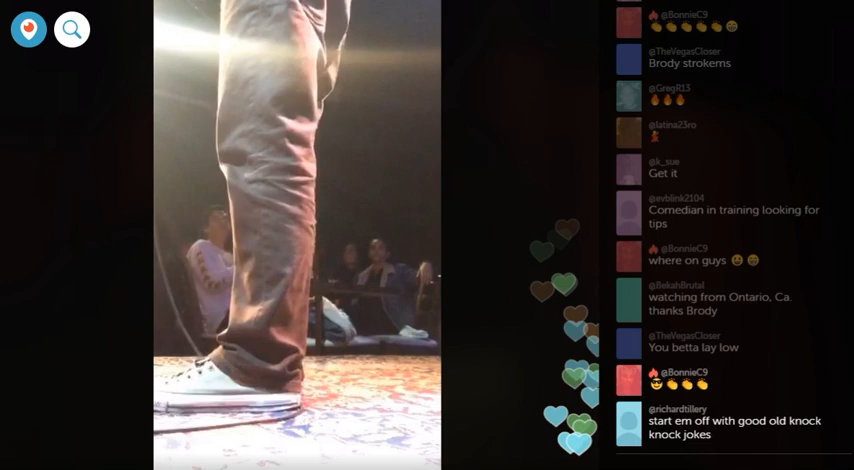 @BonnieC9
@TheVegasCloser
Brody strokems
@GregR13
@latina23ro
@k_sue
Get it
@evblink2104
Comedian in training looking for
tips
@BonnieC9
where on guys
@BekahBrutal
watching from Ontario, Ca.
thanks Brody
@TheVegasCloser
You betta lay low
@BonnieC9
@richardtillery
start em off with good old knock
knock jokes